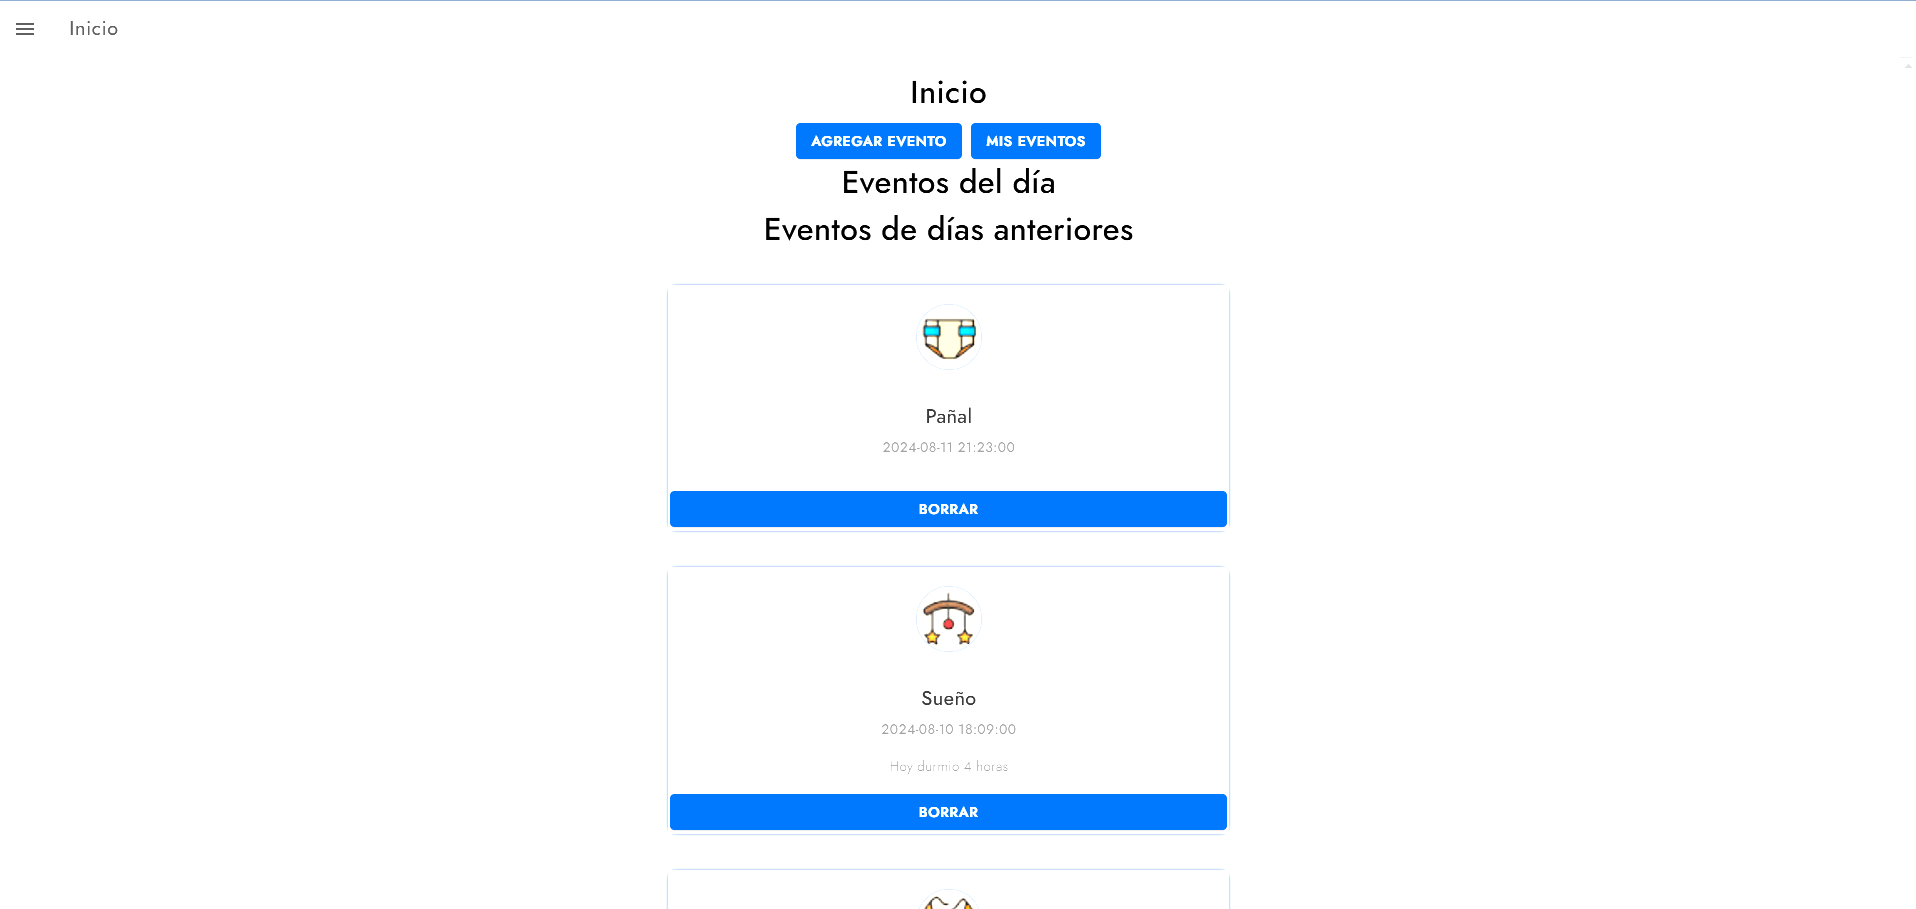 Inicio
Inicio
AGREGAR EVENTO MIS EVENTOS
Eventos del día
Eventos de días anteriores
Pañal
2024-08-11 21:23:00
BORRAR
Sueño
2024-08-10 18:09:00
Hoy durmio 4 horas
BORRAR